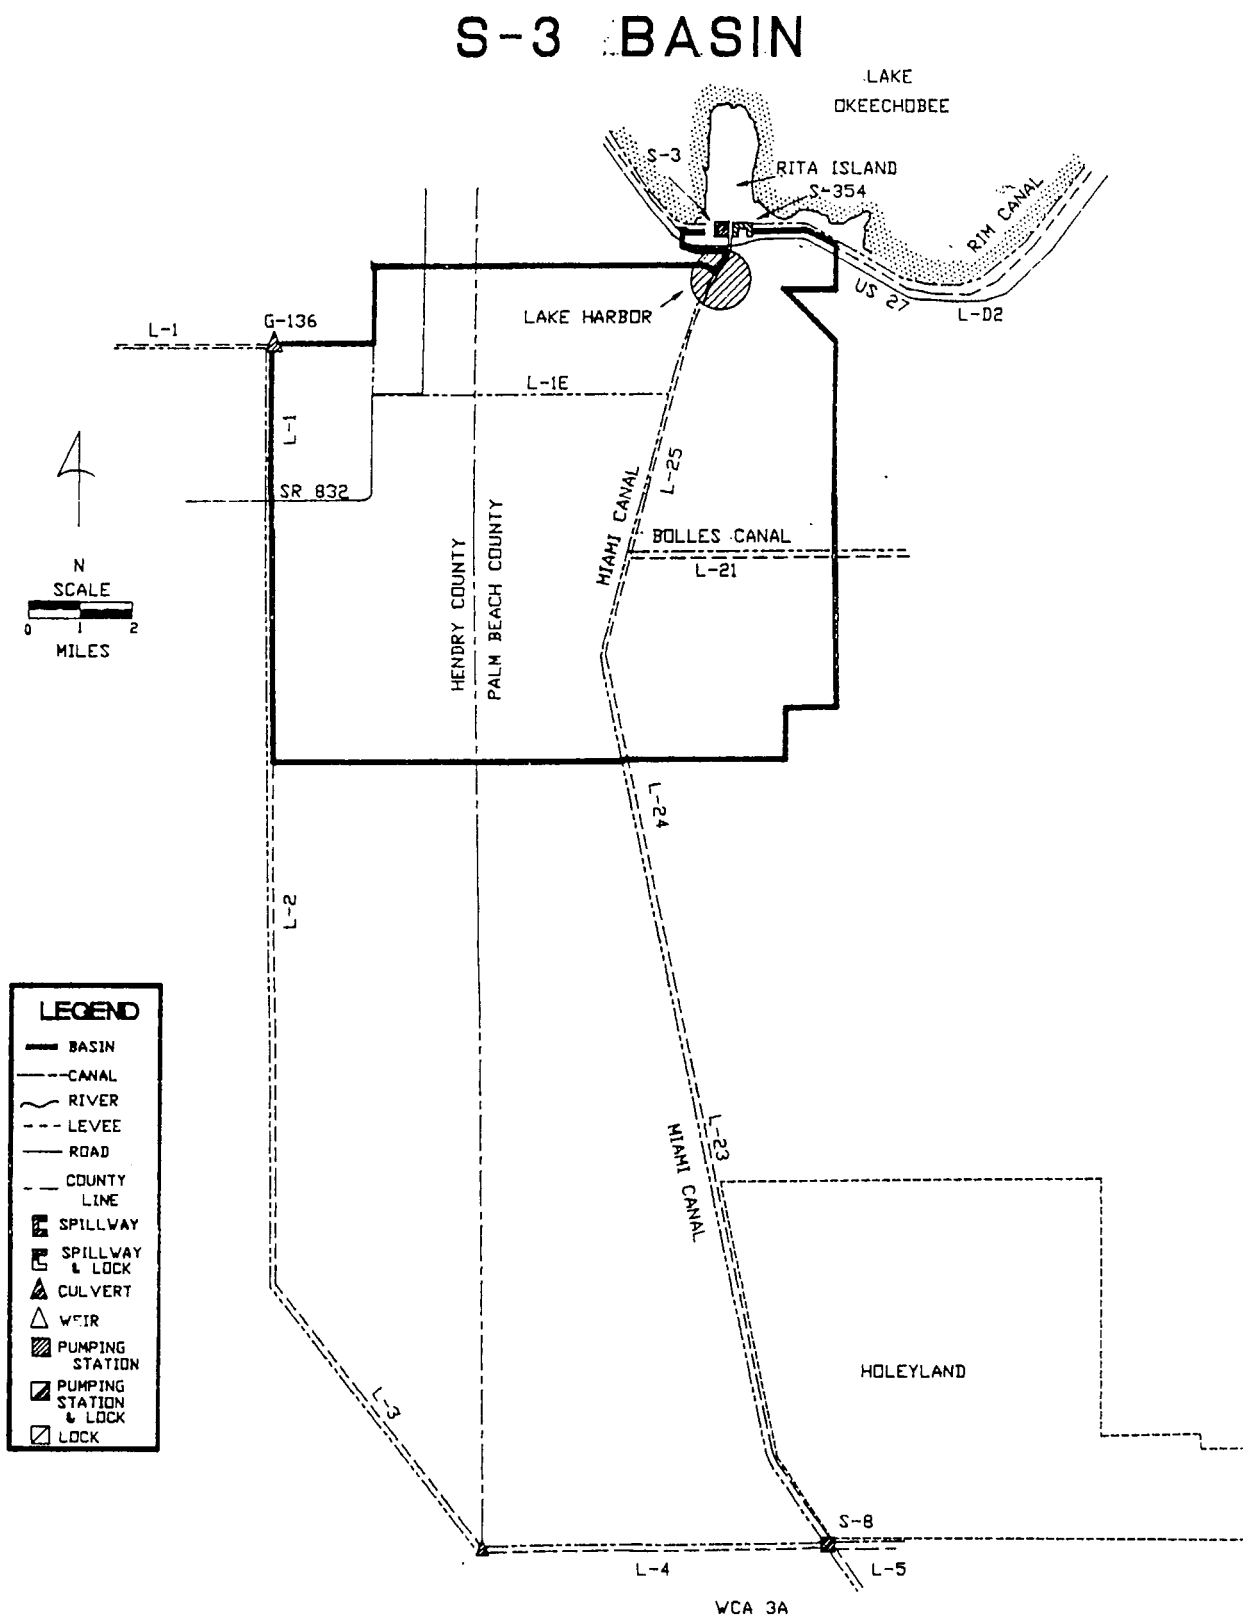 S-3 BASIN
LAKE
OKEECHOBEE
S-3
RITA ISLAND
S-354
RIM CANAL
US 27
L-D2
LAKE HARBOR
L-1
G-136
L-1E
L-1
SR 832
L-25
MIAMI CANAL
BOLLES CANAL
L-21
HENDRY COUNTY
PALM BEACH COUNTY
N
SCALE
0 1 2
MILES
L-24
L-2
LEGEND
BASIN
CANAL
RIVER
LEVEE
ROAD
COUNTY
LINE
SPILLWAY
SPILLWAY
& LOCK
CULVERT
WEIR
PUMPING
STATION
PUMPING
STATION
& LOCK
LOCK
L-23
MIAMI CANAL
HOLEYLAND
L-3
S-8
L-4
L-5
WCA 3A